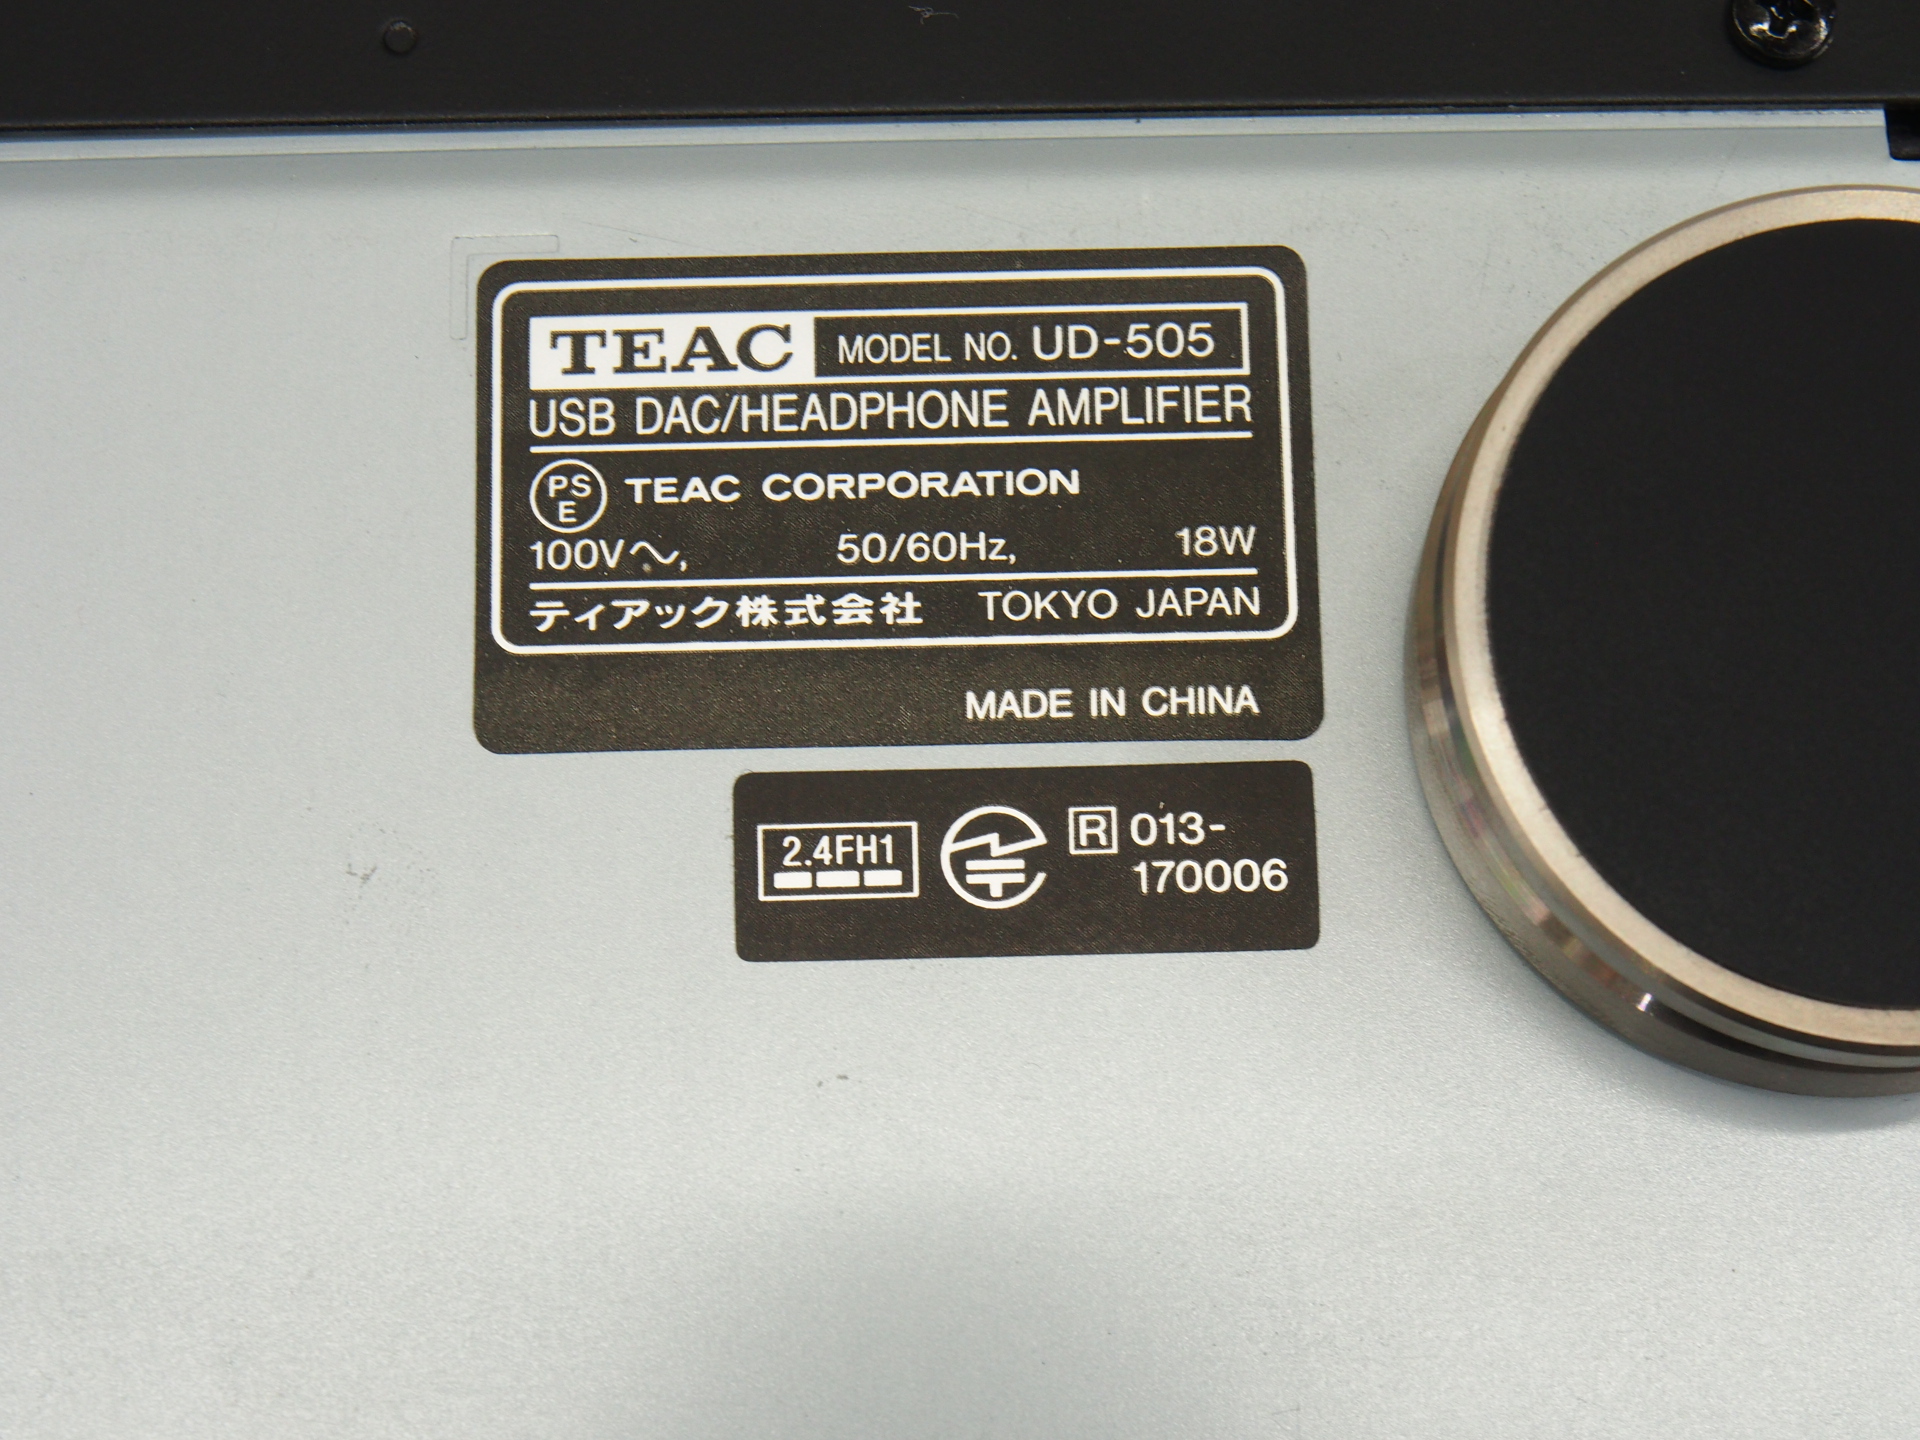 TEAC MODEL NO. UD-505
USB DAC/HEADPHONE AMPLIFIER
PSE TEAC CORPORATION
100V〜, 50/60Hz, 18W
ティアック株式会社 TOKYO JAPAN
MADE IN CHINA
2.4FH1 R 013-
170006